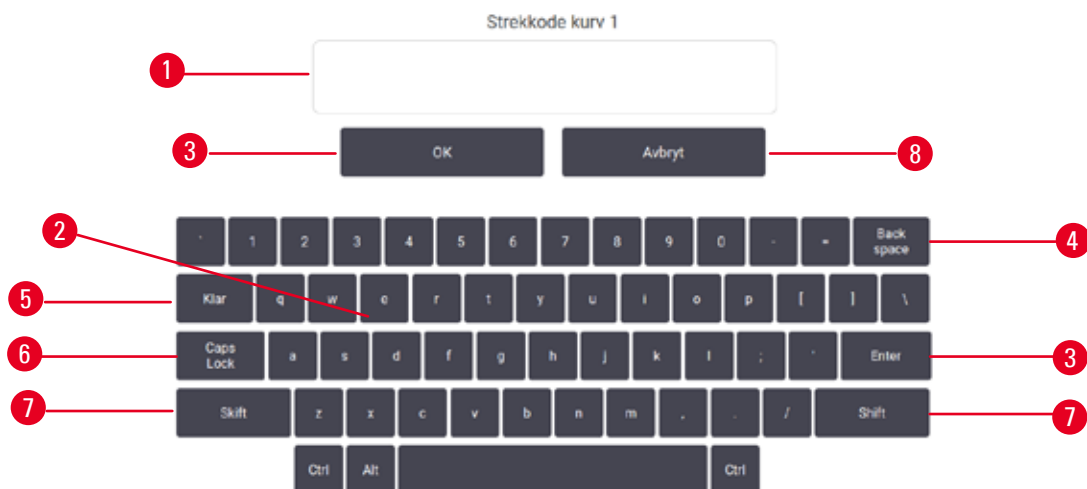 Strekkode kurv 1
1
3 OK Avbryt 8
2
` 1 2 3 4 5 6 7 8 9 0 - = Back space 4
5 Klar q w e r t y u i o p [ ] \
6 Caps Lock a s d f g h j k l ; ' Enter 3
7 Skift z x c v b n m , . / Shift 7
Ctrl Alt Ctrl